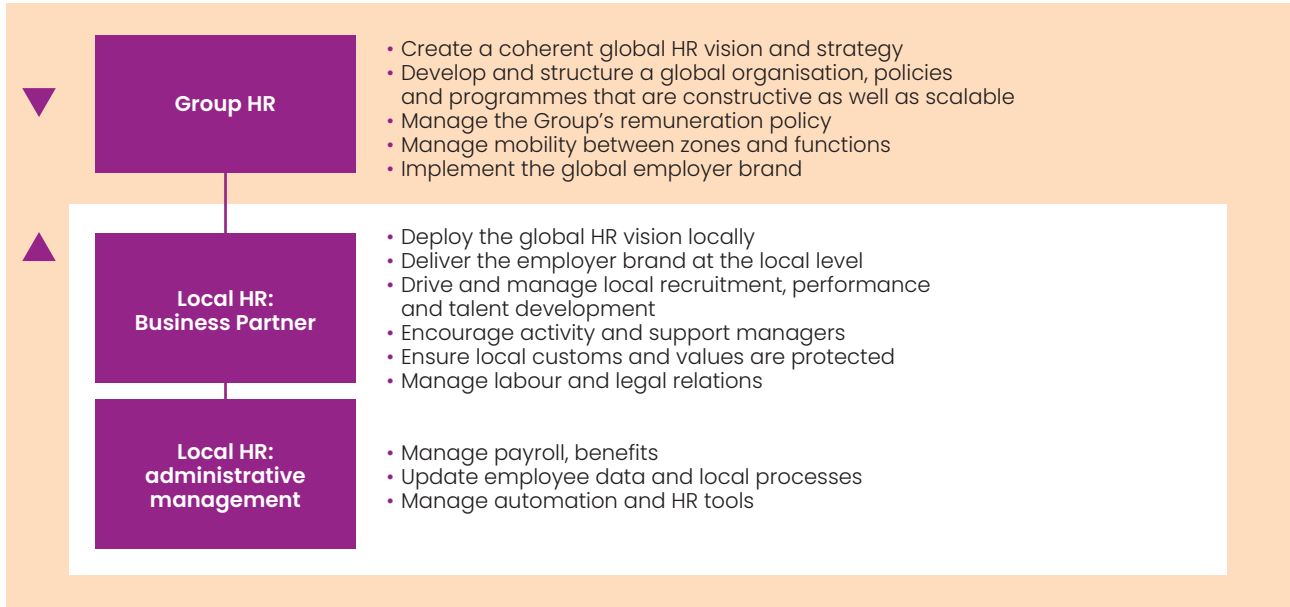 Group HR
• Create a coherent global HR vision and strategy
• Develop and structure a global organisation, policies
and programmes that are constructive as well as scalable
• Manage the Group’s remuneration policy
• Manage mobility between zones and functions
• Implement the global employer brand
Local HR:
Business Partner
• Deploy the global HR vision locally
• Deliver the employer brand at the local level
• Drive and manage local recruitment, performance
and talent development
• Encourage activity and support managers
• Ensure local customs and values are protected
• Manage labour and legal relations
Local HR:
administrative
management
• Manage payroll, benefits
• Update employee data and local processes
• Manage automation and HR tools